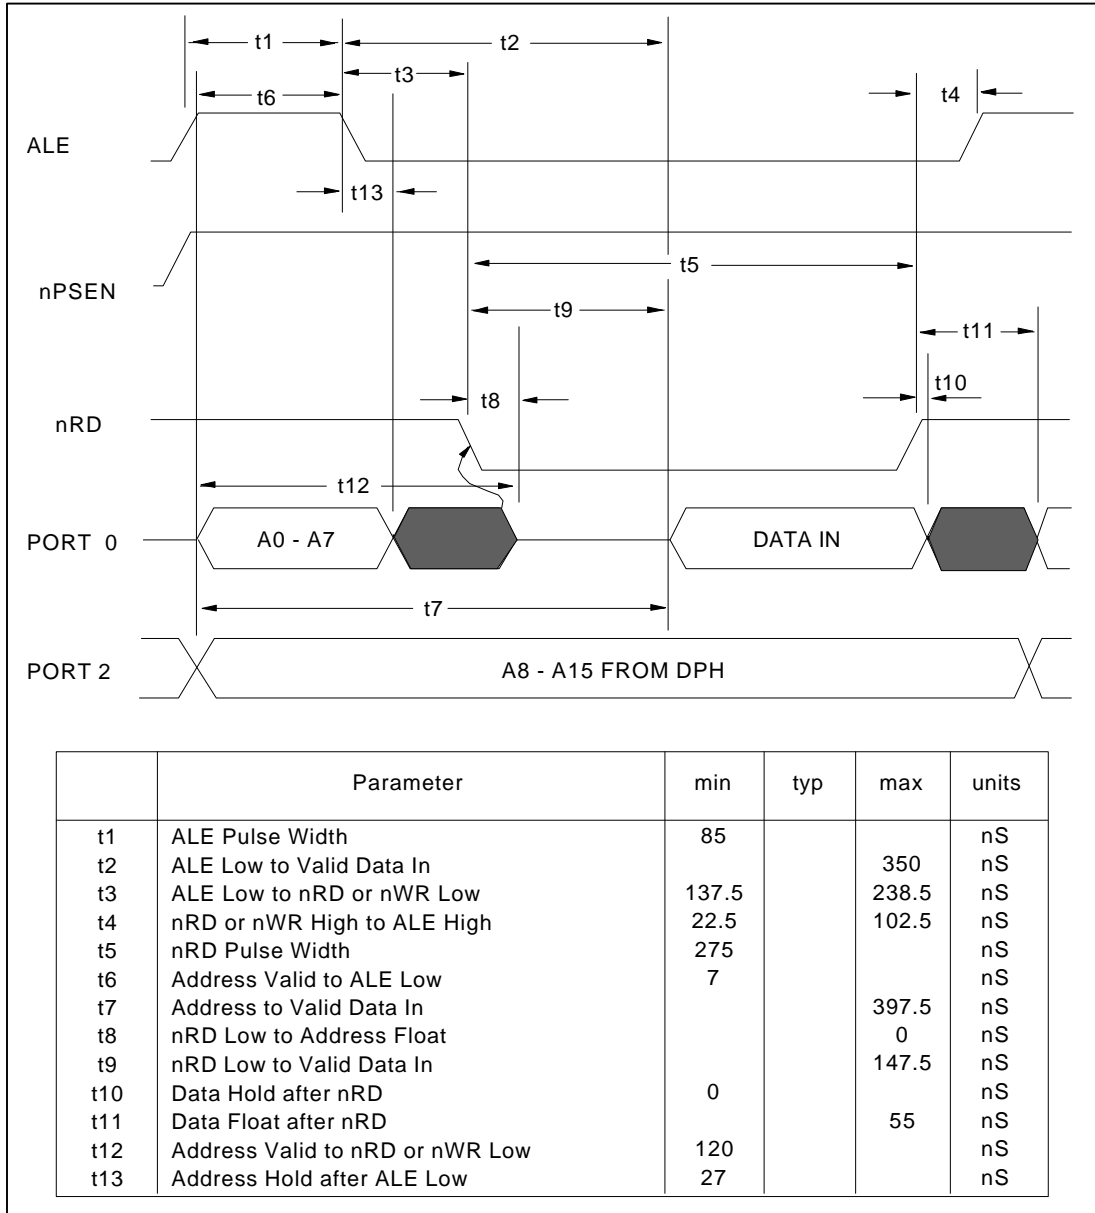 t1 t2
t3
t6 t4
ALE
t13
t5
nPSEN
t9
t11
t10
t8
nRD
t12
PORT 0 A0 - A7 DATA IN
t7
PORT 2 A8 - A15 FROM DPH
Parameter min typ max units
t1 ALE Pulse Width 85 nS
t2 ALE Low to Valid Data In 350 nS
t3 ALE Low to nRD or nWR Low 137.5 238.5 nS
t4 nRD or nWR High to ALE High 22.5 102.5 nS
t5 nRD Pulse Width 275 nS
t6 Address Valid to ALE Low 7 nS
t7 Address to Valid Data In 397.5 nS
t8 nRD Low to Address Float 0 nS
t9 nRD Low to Valid Data In 147.5 nS
t10 Data Hold after nRD 0 nS
t11 Data Float after nRD 55 nS
t12 Address Valid to nRD or nWR Low 120 nS
t13 Address Hold after ALE Low 27 nS